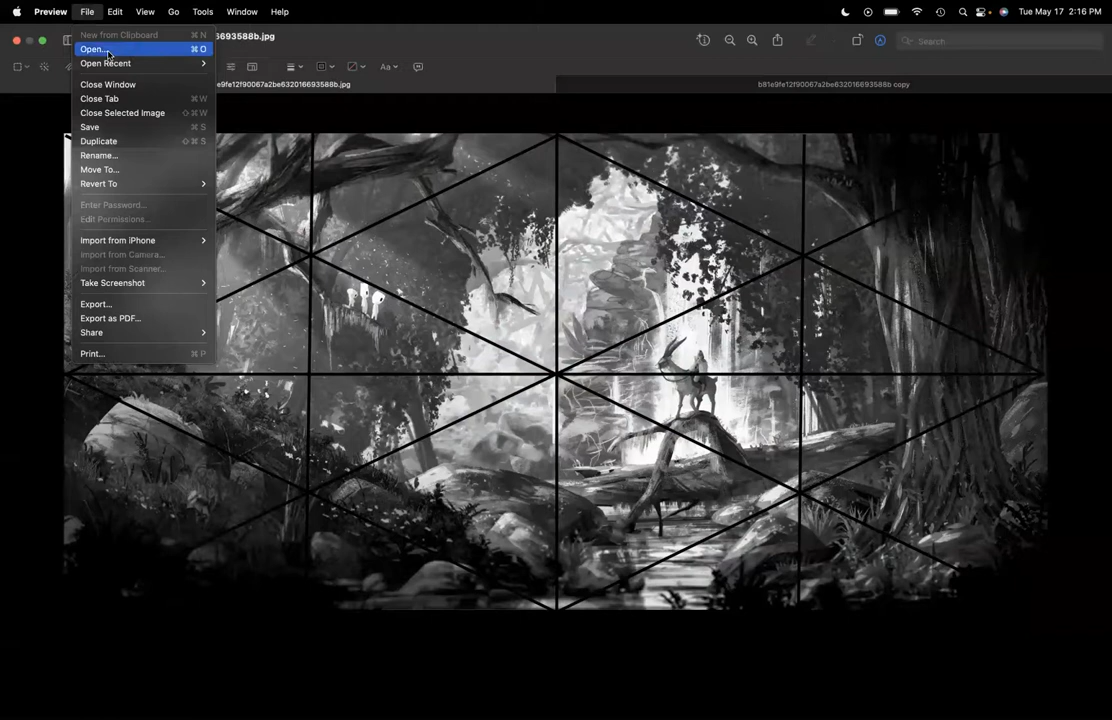 Preview File Edit View Go Tools Window Help Tue May 17 2:16 PM
6693588b.jpg
Search
Aa
e9fe12f90067a2be632016693588b.jpg
b81e9fe12f90067a2be632016693588b copy
New from Clipboard ⌘ N
Open... ⌘ O
Open Recent
Close Window
Close Tab ⌘ W
Close Selected Image ⇧ ⌘ W
Save ⌘ S
Duplicate ⇧ ⌘ S
Rename...
Move To...
Revert To
Enter Password...
Edit Permissions...
Import from iPhone
Import from Camera...
Import from Scanner...
Take Screenshot
Export...
Export as PDF...
Share
Print... ⌘ P